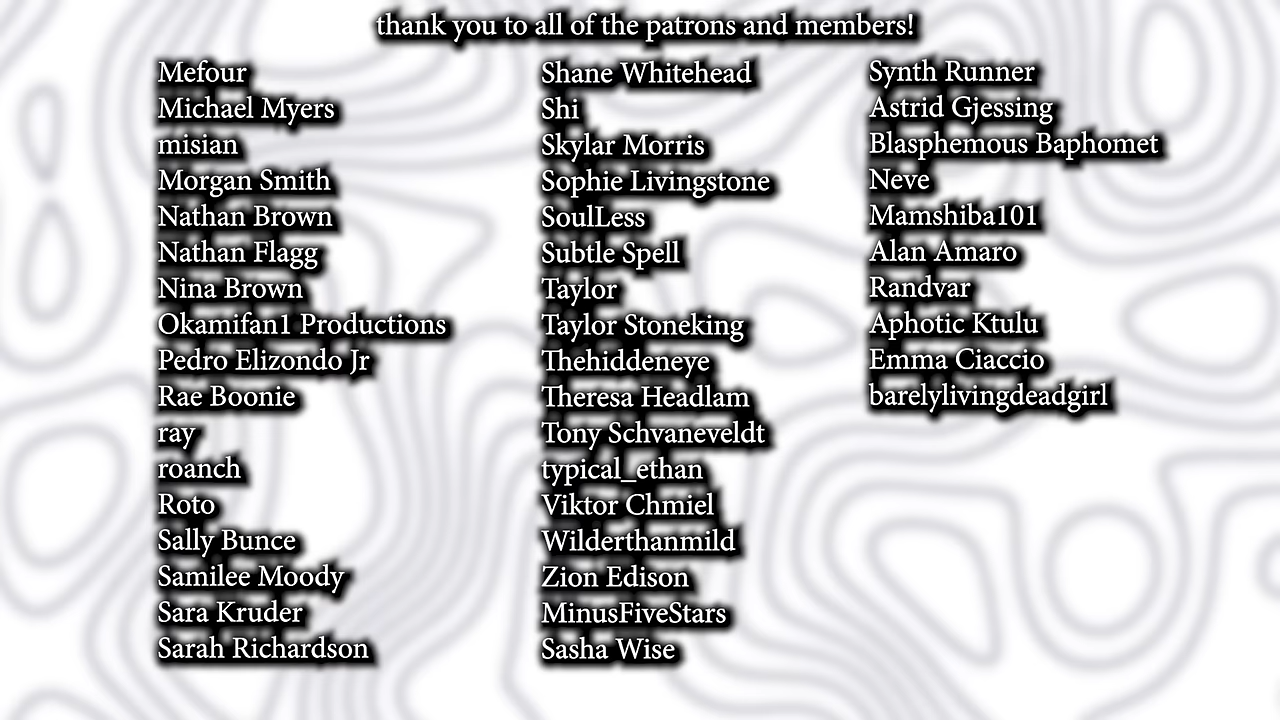 thank you to all of the patrons and members!
Mefour
Michael Myers
misian
Morgan Smith
Nathan Brown
Nathan Flagg
Nina Brown
Okamifan1 Productions
Pedro Elizondo Jr
Rae Boonie
ray
roanch
Roto
Sally Bunce
Samilee Moody
Sara Kruder
Sarah Richardson
Shane Whitehead
Shi
Skylar Morris
Sophie Livingstone
SoulLess
Subtle Spell
Taylor
Taylor Stoneking
Thehiddeneye
Theresa Headlam
Tony Schvaneveldt
typical_ethan
Viktor Chmiel
Wilderthanmild
Zion Edison
MinusFiveStars
Sasha Wise
Synth Runner
Astrid Gjessing
Blasphemous Baphomet
Neve
Mamshiba101
Alan Amaro
Randvar
Aphotic Ktulu
Emma Ciaccio
barelylivingdeadgirl